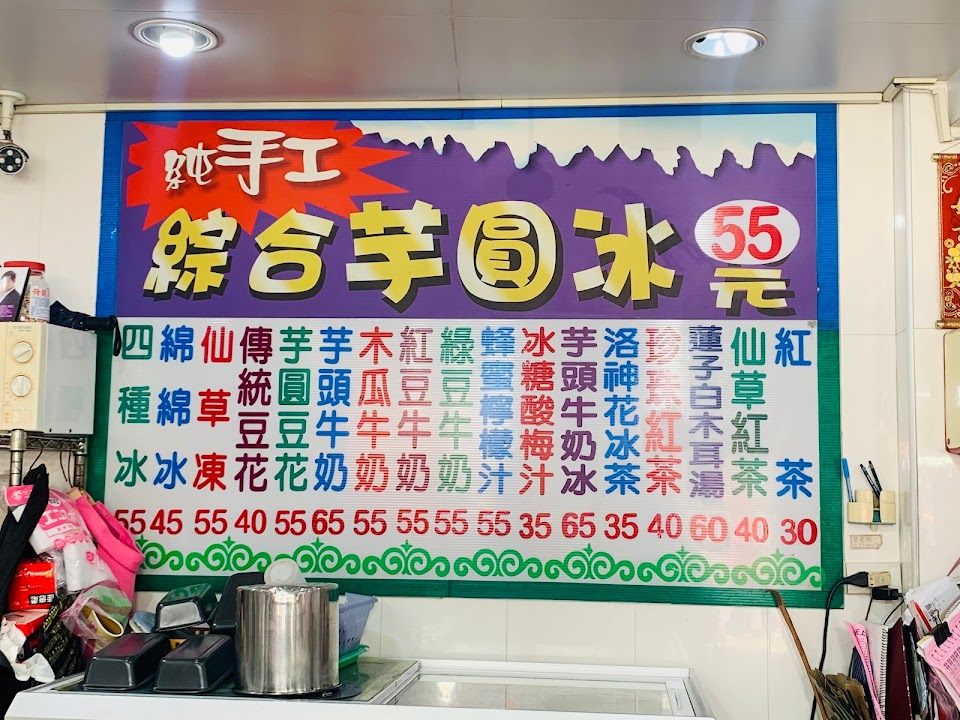 純手工
綜合芋圓冰 55元
四種冰 55
綿綿冰 45
仙草凍 55
傳統豆花 40
芋圓豆花 55
芋頭牛奶 65
木瓜牛奶 55
紅豆牛奶 55
綠豆牛奶 55
蜂蜜檸檬汁 55
冰糖酸梅汁 35
芋頭牛奶冰 65
洛神花冰茶 35
珍珠紅茶 40
蓮子白木耳湯 60
仙草紅茶 40
紅茶 30